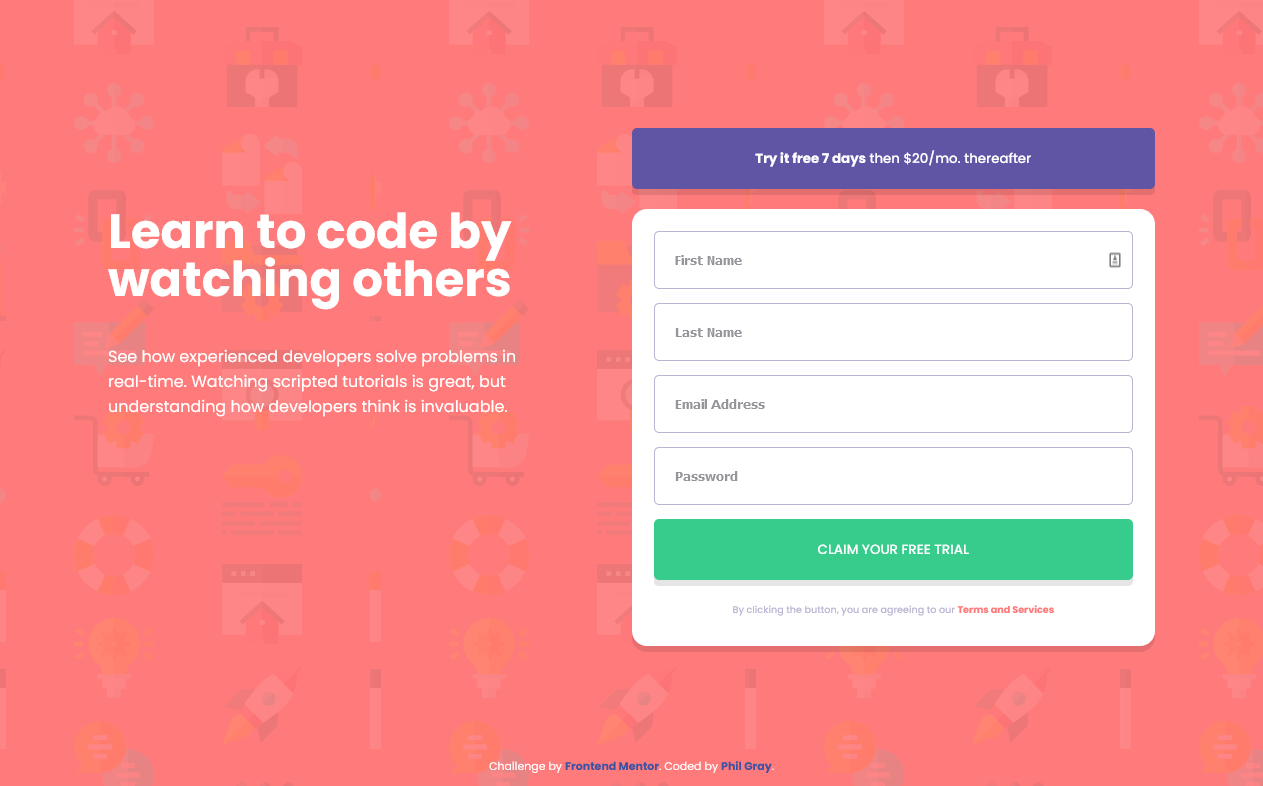 Learn to code by
watching others
See how experienced developers solve problems in
real-time. Watching scripted tutorials is great, but
understanding how developers think is invaluable.
Try it free 7 days then $20/mo. thereafter
First Name
Last Name
Email Address
Password
CLAIM YOUR FREE TRIAL
By clicking the button, you are agreeing to our Terms and Services
Challenge by Frontend Mentor. Coded by Phil Gray.